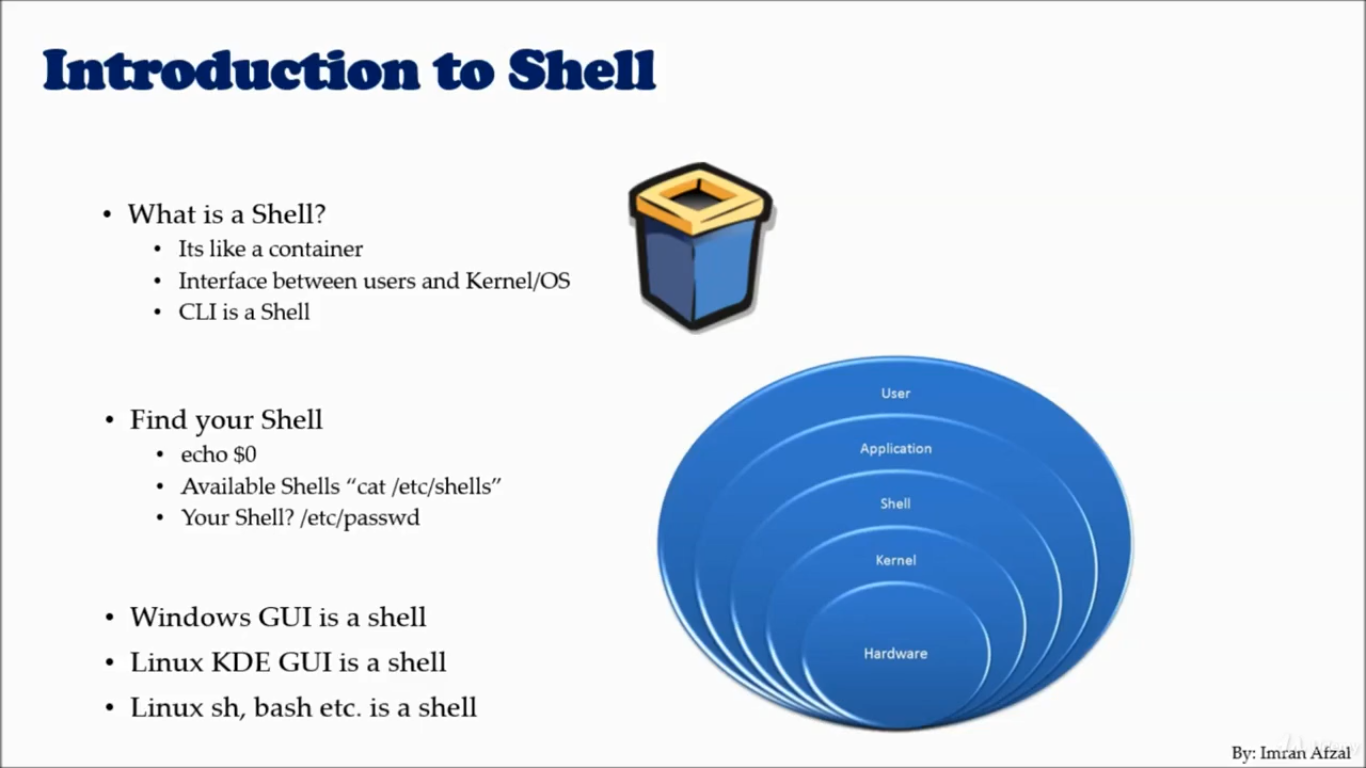 Introduction to Shell
• What is a Shell?
• Its like a container
• Interface between users and Kernel/OS
• CLI is a Shell
• Find your Shell
• echo $0
• Available Shells “cat /etc/shells”
• Your Shell? /etc/passwd
• Windows GUI is a shell
• Linux KDE GUI is a shell
• Linux sh, bash etc. is a shell
User
Application
Shell
Kernel
Hardware
By: Imran Afzal